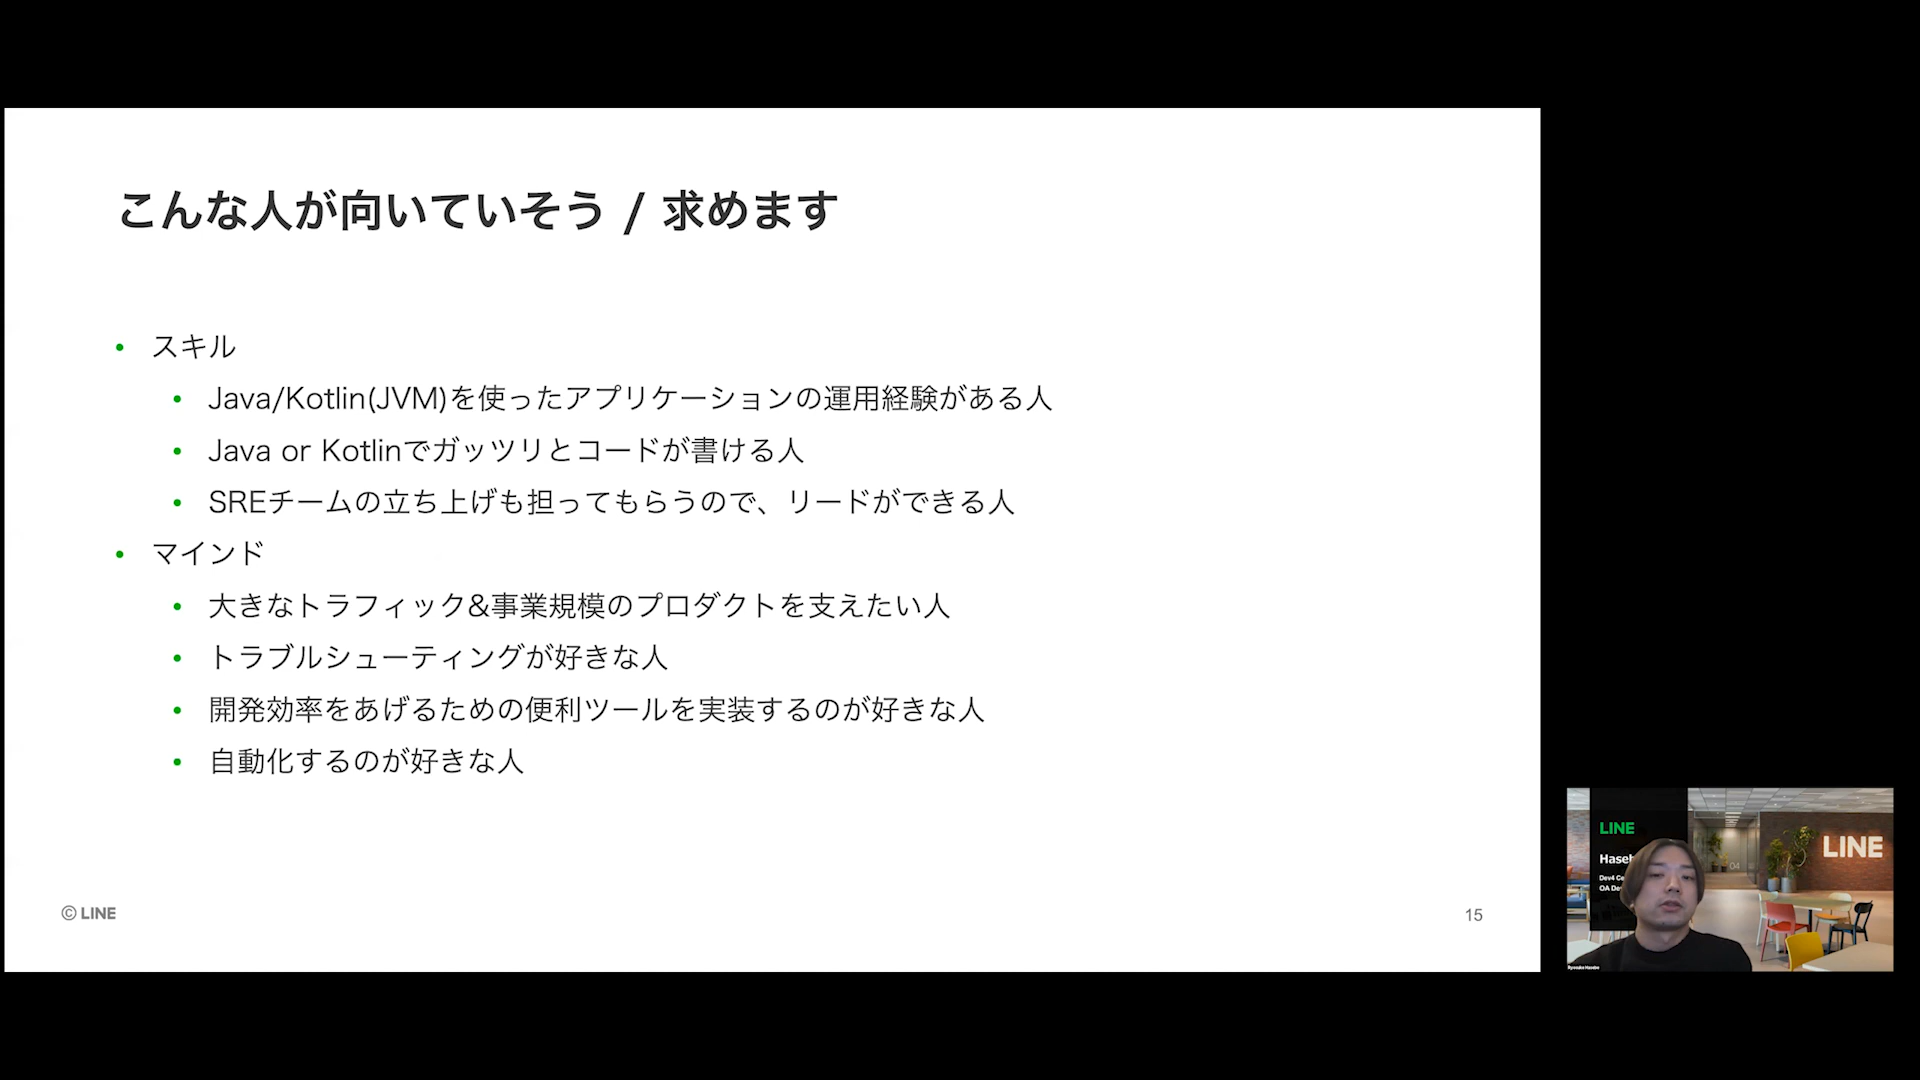 こんな人が向いていそう / 求めます
• スキル
• Java/Kotlin(JVM)を使ったアプリケーションの運用経験がある人
• Java or Kotlinでガッツリとコードが書ける人
• SREチームの立ち上げも担ってもらうので、リードができる人
• マインド
• 大きなトラフィック&事業規模のプロダクトを支えたい人
• トラブルシューティングが好きな人
• 開発効率をあげるための便利ツールを実装するのが好きな人
• 自動化するのが好きな人
© LINE
15
LINE
Dev4
OA
LINE
04
Ryosuke Hasebe